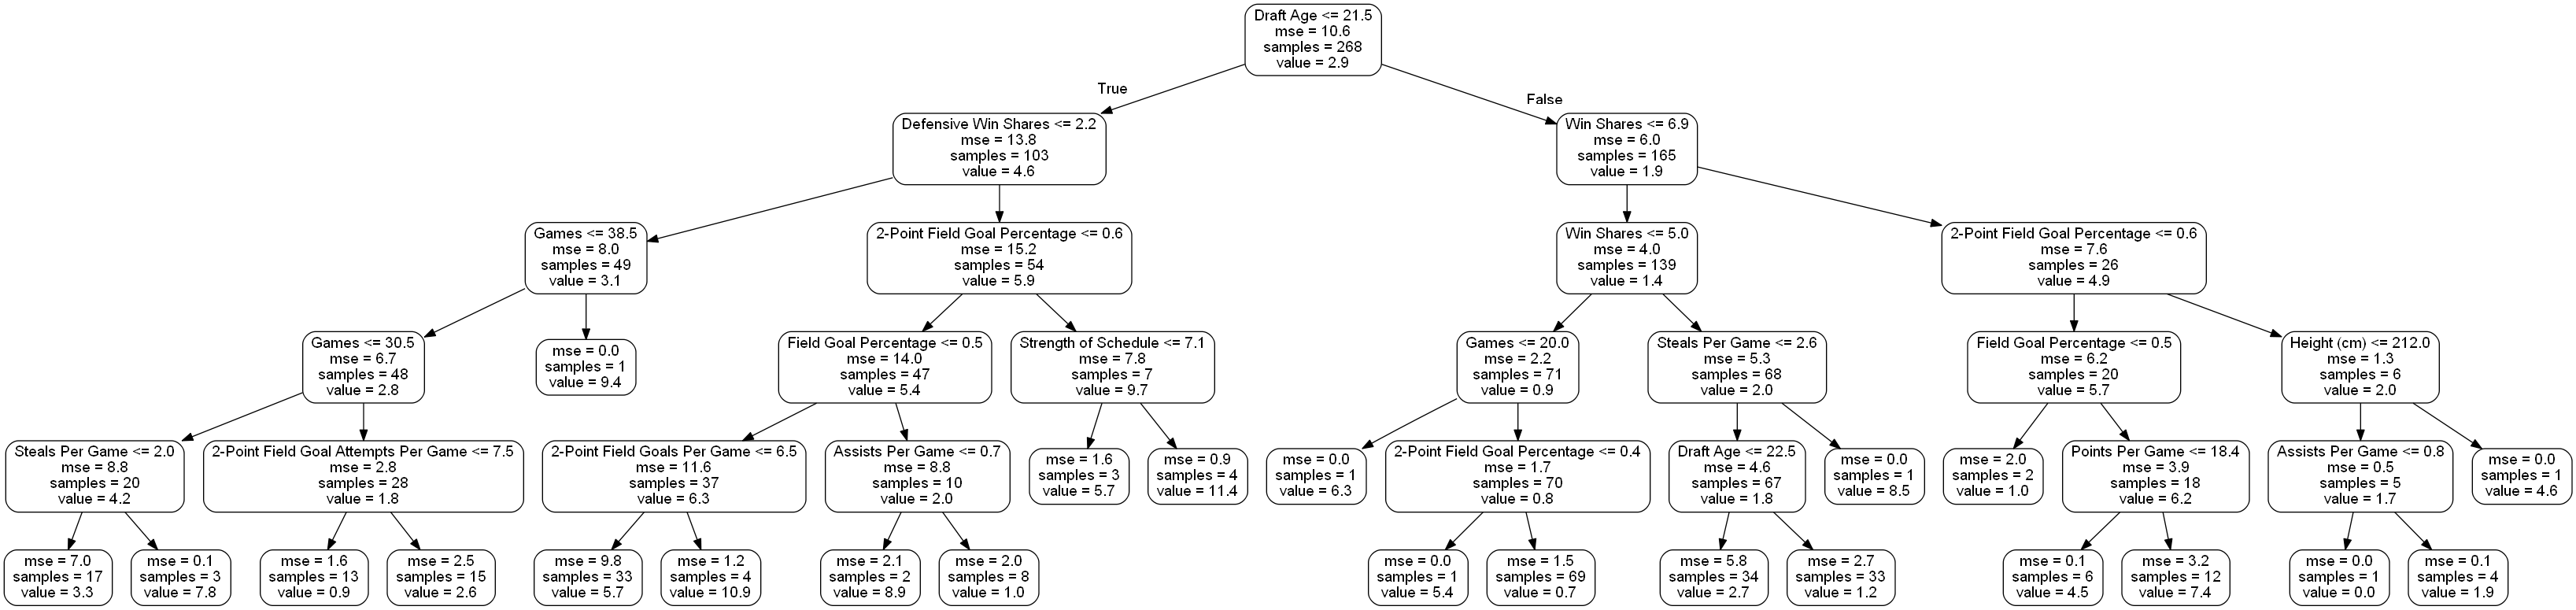 Draft Age <= 21.5
mse = 10.6
samples = 268
value = 2.9
True
False
Defensive Win Shares <= 2.2
mse = 13.8
samples = 103
value = 4.6
Win Shares <= 6.9
mse = 6.0
samples = 165
value = 1.9
Games <= 38.5
mse = 8.0
samples = 49
value = 3.1
2-Point Field Goal Percentage <= 0.6
mse = 15.2
samples = 54
value = 5.9
Win Shares <= 5.0
mse = 4.0
samples = 139
value = 1.4
2-Point Field Goal Percentage <= 0.6
mse = 7.6
samples = 26
value = 4.9
Games <= 30.5
mse = 6.7
samples = 48
value = 2.8
mse = 0.0
samples = 1
value = 9.4
Field Goal Percentage <= 0.5
mse = 14.0
samples = 47
value = 5.4
Strength of Schedule <= 7.1
mse = 7.8
samples = 7
value = 9.7
Games <= 20.0
mse = 2.2
samples = 71
value = 0.9
Steals Per Game <= 2.6
mse = 5.3
samples = 68
value = 2.0
Field Goal Percentage <= 0.5
mse = 6.2
samples = 20
value = 5.7
Height (cm) <= 212.0
mse = 1.3
samples = 6
value = 2.0
Steals Per Game <= 2.0
mse = 8.8
samples = 20
value = 4.2
2-Point Field Goal Attempts Per Game <= 7.5
mse = 2.8
samples = 28
value = 1.8
2-Point Field Goals Per Game <= 6.5
mse = 11.6
samples = 37
value = 6.3
Assists Per Game <= 0.7
mse = 8.8
samples = 10
value = 2.0
mse = 1.6
samples = 3
value = 5.7
mse = 0.9
samples = 4
value = 11.4
mse = 0.0
samples = 1
value = 6.3
2-Point Field Goal Percentage <= 0.4
mse = 1.7
samples = 70
value = 0.8
Draft Age <= 22.5
mse = 4.6
samples = 67
value = 1.8
mse = 0.0
samples = 1
value = 8.5
mse = 2.0
samples = 2
value = 1.0
Points Per Game <= 18.4
mse = 3.9
samples = 18
value = 6.2
Assists Per Game <= 0.8
mse = 0.5
samples = 5
value = 1.7
mse = 0.0
samples = 1
value = 4.6
mse = 7.0
samples = 17
value = 3.3
mse = 0.1
samples = 3
value = 7.8
mse = 1.6
samples = 13
value = 0.9
mse = 2.5
samples = 15
value = 2.6
mse = 9.8
samples = 33
value = 5.7
mse = 1.2
samples = 4
value = 10.9
mse = 2.1
samples = 2
value = 8.9
mse = 2.0
samples = 8
value = 1.0
mse = 0.0
samples = 1
value = 5.4
mse = 1.5
samples = 69
value = 0.7
mse = 5.8
samples = 34
value = 2.7
mse = 2.7
samples = 33
value = 1.2
mse = 0.1
samples = 6
value = 4.5
mse = 3.2
samples = 12
value = 7.4
mse = 0.0
samples = 1
value = 0.0
mse = 0.1
samples = 4
value = 1.9